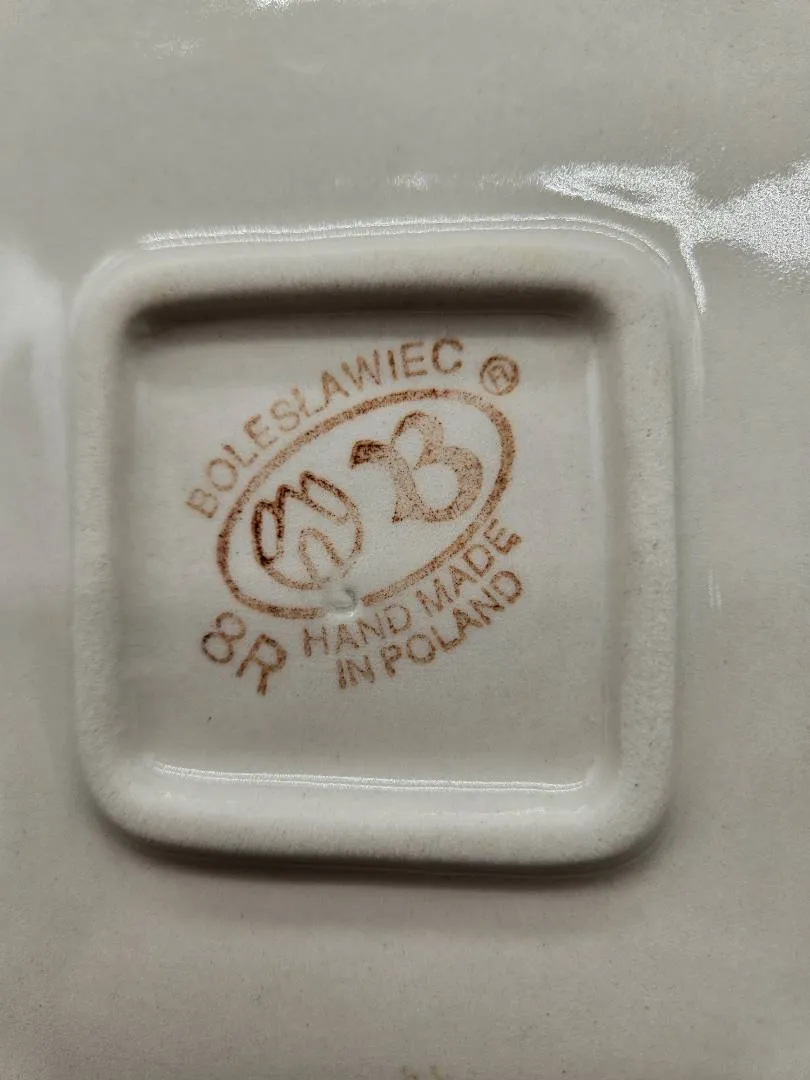 BOLESŁAWIEC ®
B
8R
HAND MADE
IN POLAND